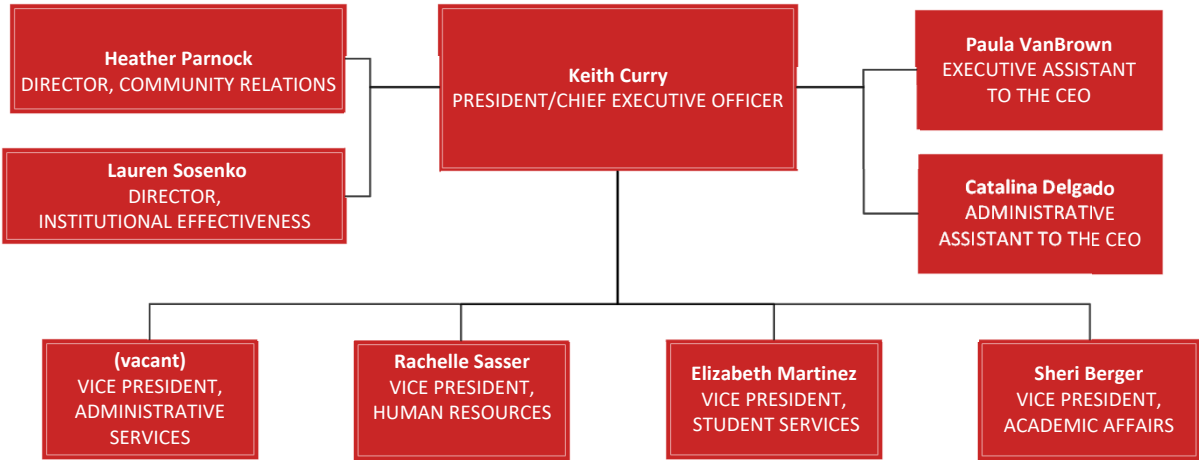 Heather Parnock
DIRECTOR, COMMUNITY RELATIONS
Keith Curry
PRESIDENT/CHIEF EXECUTIVE OFFICER
Paula VanBrown
EXECUTIVE ASSISTANT
TO THE CEO
Lauren Sosenko
DIRECTOR,
INSTITUTIONAL EFFECTIVENESS
Catalina Delgado
ADMINISTRATIVE
ASSISTANT TO THE CEO
(vacant)
VICE PRESIDENT,
ADMINISTRATIVE
SERVICES
Rachelle Sasser
VICE PRESIDENT,
HUMAN RESOURCES
Elizabeth Martinez
VICE PRESIDENT,
STUDENT SERVICES
Sheri Berger
VICE PRESIDENT,
ACADEMIC AFFAIRS